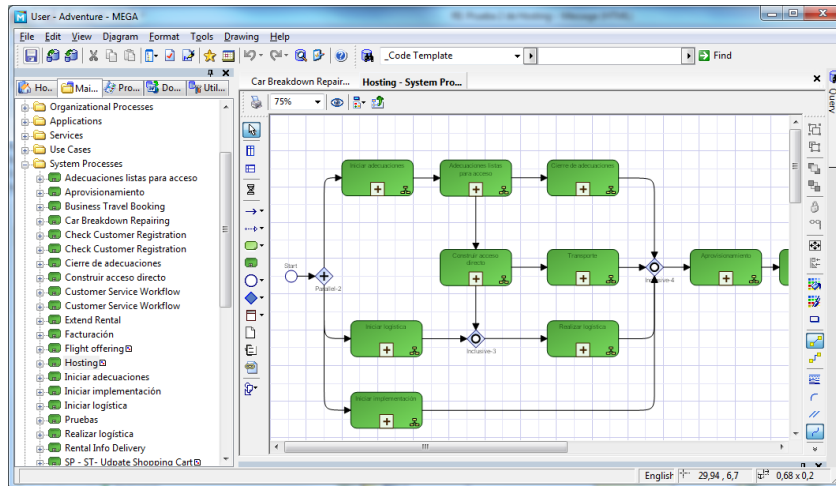 User - Adventure - MEGA
File Edit View Diagram Format Tools Drawing Help
_Code Template
Find
Ho... Mai... Pro... Do... Util...
Car Breakdown Repair... Hosting - System Pro...
Query
75%
Organizational Processes
Applications
Services
Use Cases
System Processes
Adecuaciones listas para acceso
Aprovisionamiento
Business Travel Booking
Car Breakdown Repairing
Check Customer Registration
Check Customer Registration
Cierre de adecuaciones
Construir acceso directo
Customer Service Workflow
Customer Service Workflow
Extend Rental
Facturación
Flight offering
Hosting
Iniciar adecuaciones
Iniciar implementación
Iniciar logística
Pruebas
Realizar logística
Rental Info Delivery
SP - ST- Udpate Shopping Cart
Iniciar adecuaciones
Adecuaciones listas
para acceso
Cierre de adecuaciones
Start
Parallel-2
Construir acceso
directo
Transporte
Inclusive-4
Aprovisionamiento
Iniciar logística
Inclusive-3
Realizar logística
Iniciar implementación
English
29,94 , 6,7
0,68 x 0,2